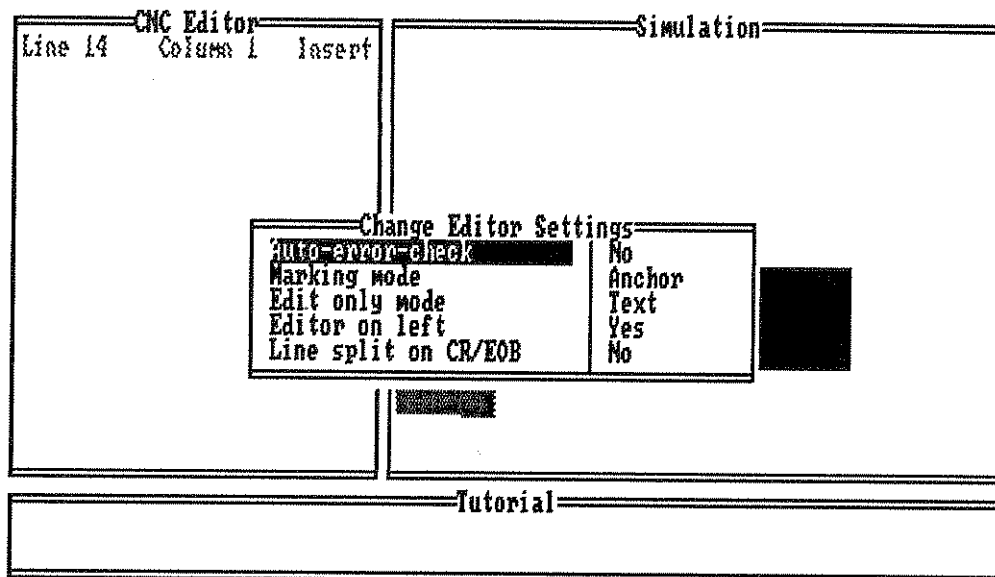 CNC Editor
Line 14 Column 1 Insert
Simulation
Change Editor Settings
Auto-error-check No
Marking mode Anchor
Edit only mode Text
Editor on left Yes
Line split on CR/EOB No
Tutorial